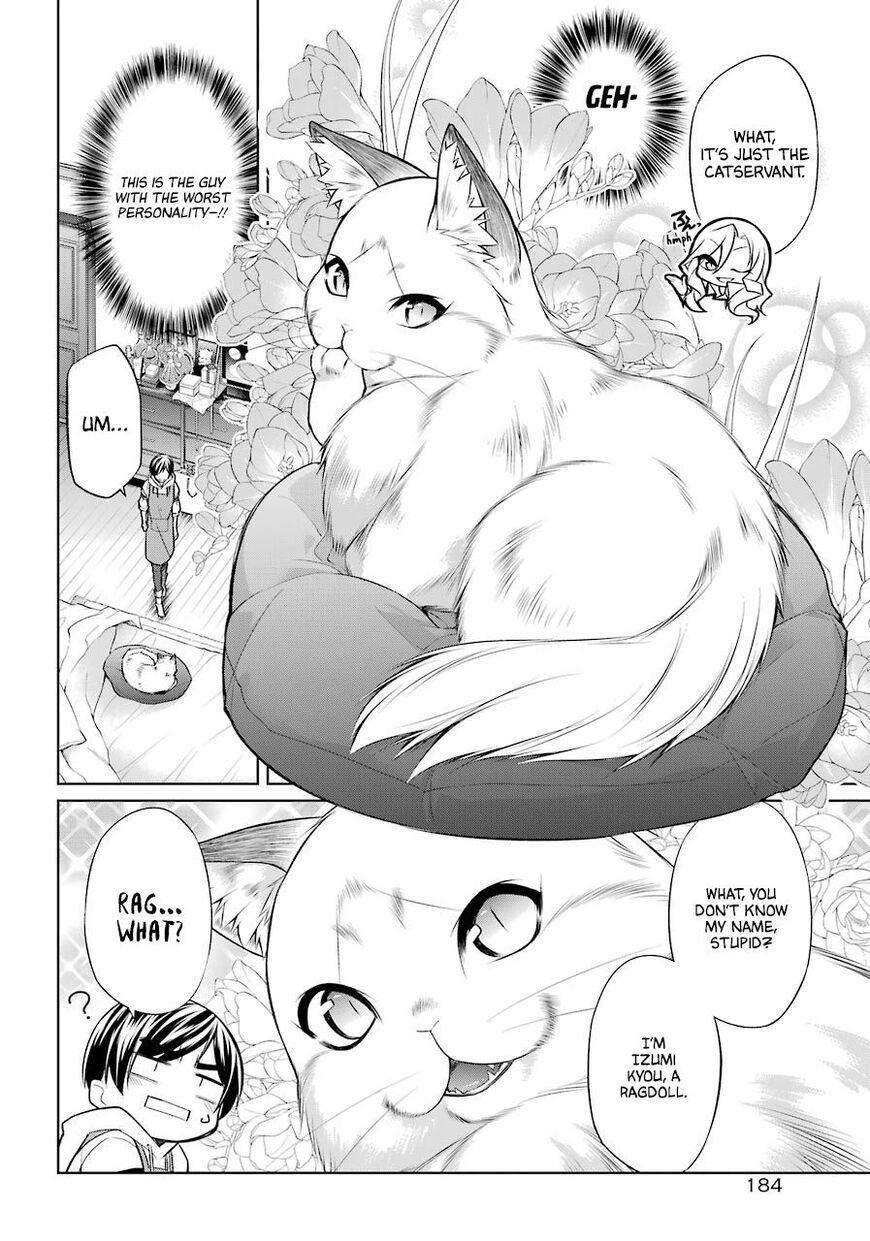 WHAT,
IT'S JUST THE
CATSERVANT.
ふん
hmph
GEH-
THIS IS THE GUY
WITH THE WORST
PERSONALITY-!!
UM...
WHAT, YOU
DON'T KNOW
MY NAME,
STUPID?
I'M
IZUMI
KYOU, A
RAGDOLL.
RAG...
WHAT?
?
184